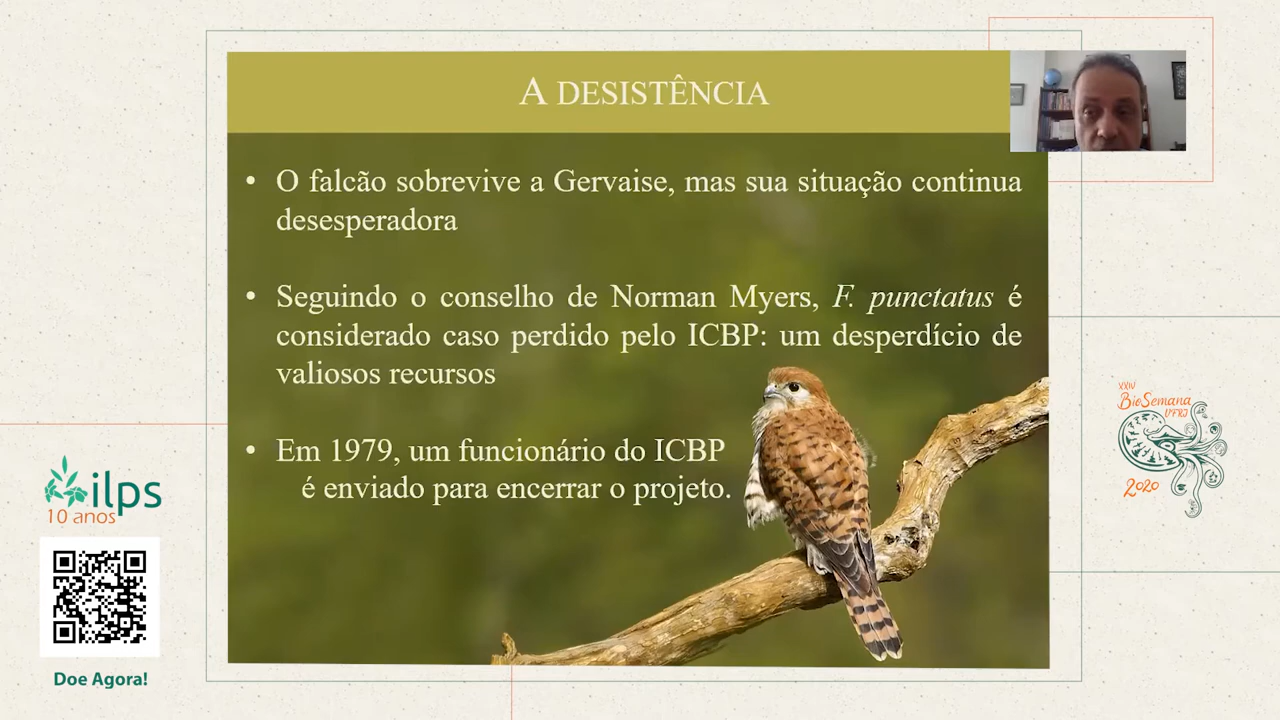 A DESISTÊNCIA
• O falcão sobrevive a Gervaise, mas sua situação continua
desesperadora
• Seguindo o conselho de Norman Myers, F. punctatus é
considerado caso perdido pelo ICBP: um desperdício de
valiosos recursos
• Em 1979, um funcionário do ICBP
é enviado para encerrar o projeto.
ilps
10 anos
Doe Agora!
XXIV
BioSemana
UFRJ
2020